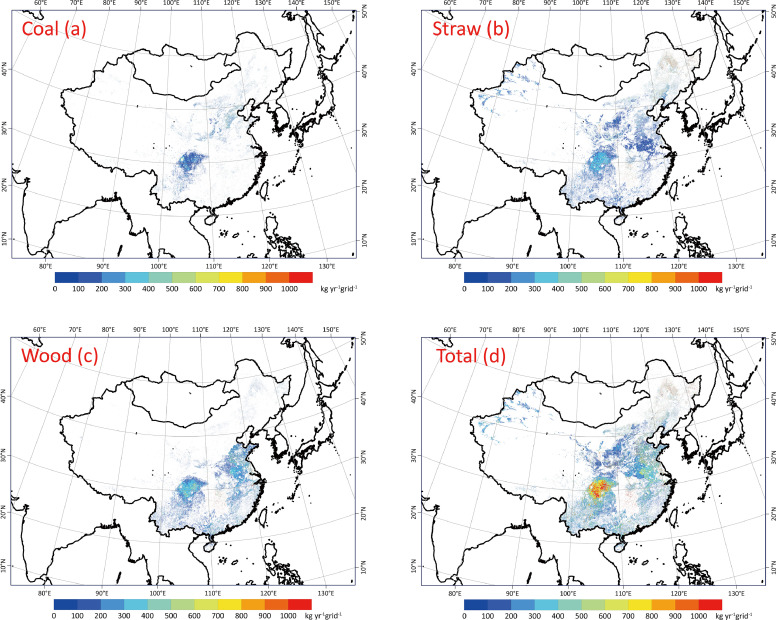 60°E 70°E 80°E 90°E 100°E 110°E 120°E 130°E 140°E 150°E
Coal (a)
50°N
40°N 40°N
30°N 30°N
20°N 20°N
10°N 10°N
80°E 90°E 100°E 110°E 120°E 130°E
0 100 200 300 400 500 600 700 800 900 1000 kg yr⁻¹grid⁻¹
60°E 70°E 80°E 90°E 100°E 110°E 120°E 130°E 140°E 150°E
Straw (b)
50°N
40°N 40°N
30°N 30°N
20°N 20°N
10°N 10°N
80°E 90°E 100°E 110°E 120°E 130°E
0 100 200 300 400 500 600 700 800 900 1000 kg yr⁻¹grid⁻¹
60°E 70°E 80°E 90°E 100°E 110°E 120°E 130°E 140°E 150°E
Wood (c)
50°N
40°N 40°N
30°N 30°N
20°N 20°N
10°N 10°N
80°E 90°E 100°E 110°E 120°E 130°E
0 100 200 300 400 500 600 700 800 900 1000 kg yr⁻¹grid⁻¹
60°E 70°E 80°E 90°E 100°E 110°E 120°E 130°E 140°E 150°E
Total (d)
50°N
40°N 40°N
30°N 30°N
20°N 20°N
10°N 10°N
80°E 90°E 100°E 110°E 120°E 130°E
0 100 200 300 400 500 600 700 800 900 1000 kg yr⁻¹grid⁻¹